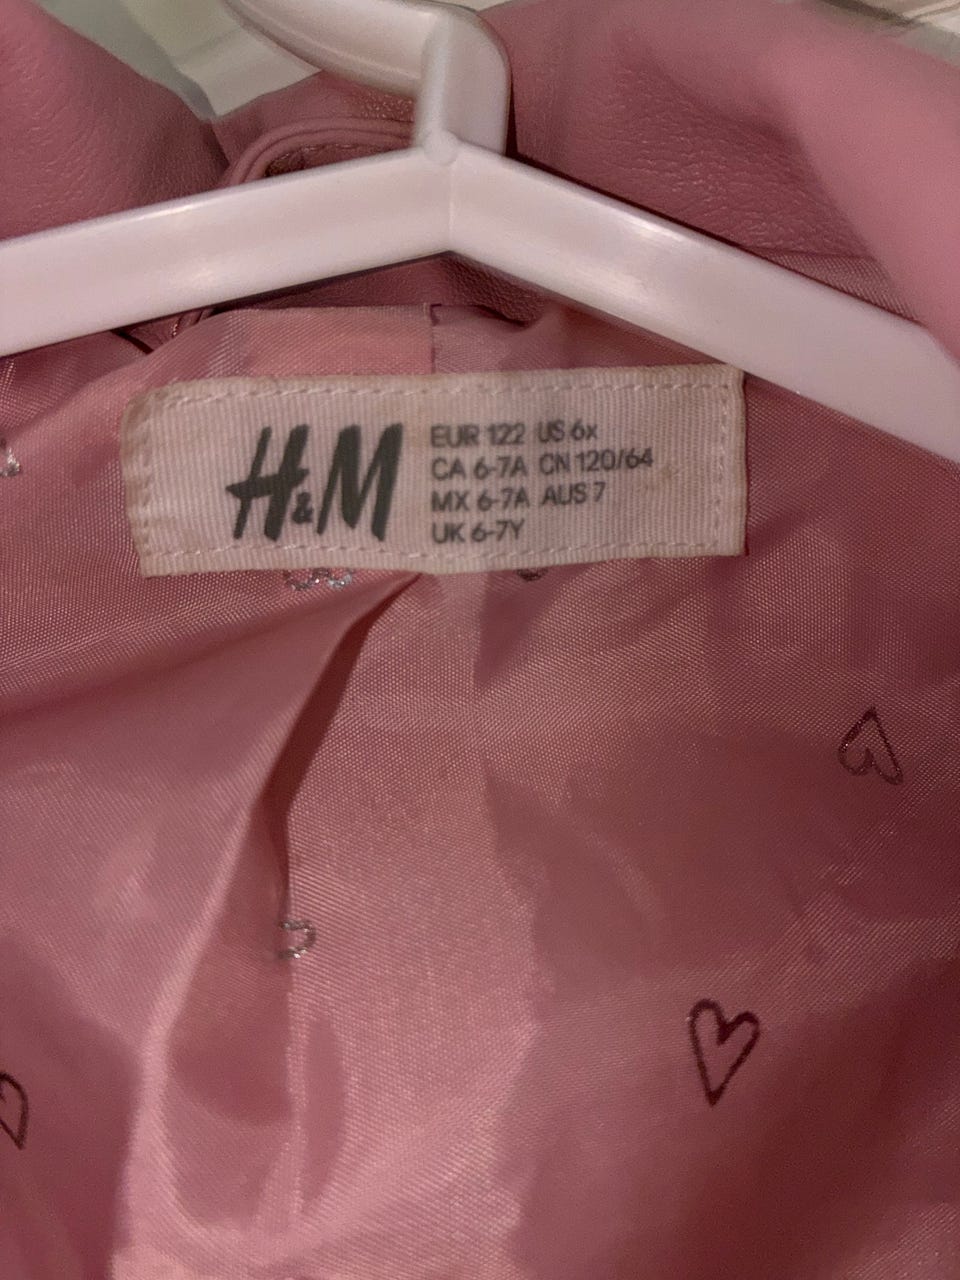 H&M
EUR 122 US 6x
CA 6-7A CN 120/64
MX 6-7A AUS 7
UK 6-7Y